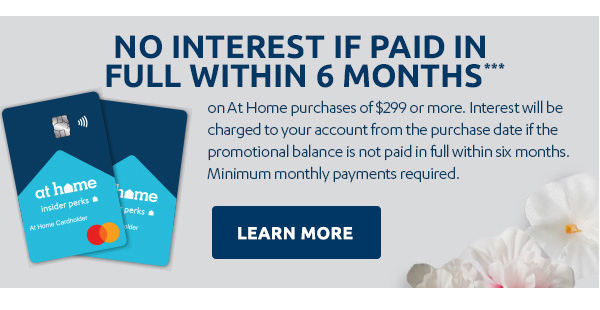 NO INTEREST IF PAID IN
FULL WITHIN 6 MONTHS***
on At Home purchases of $299 or more. Interest will be
charged to your account from the purchase date if the
promotional balance is not paid in full within six months.
Minimum monthly payments required.
LEARN MORE
at home
insider perks
At Home Cardholder
home
perks
lder